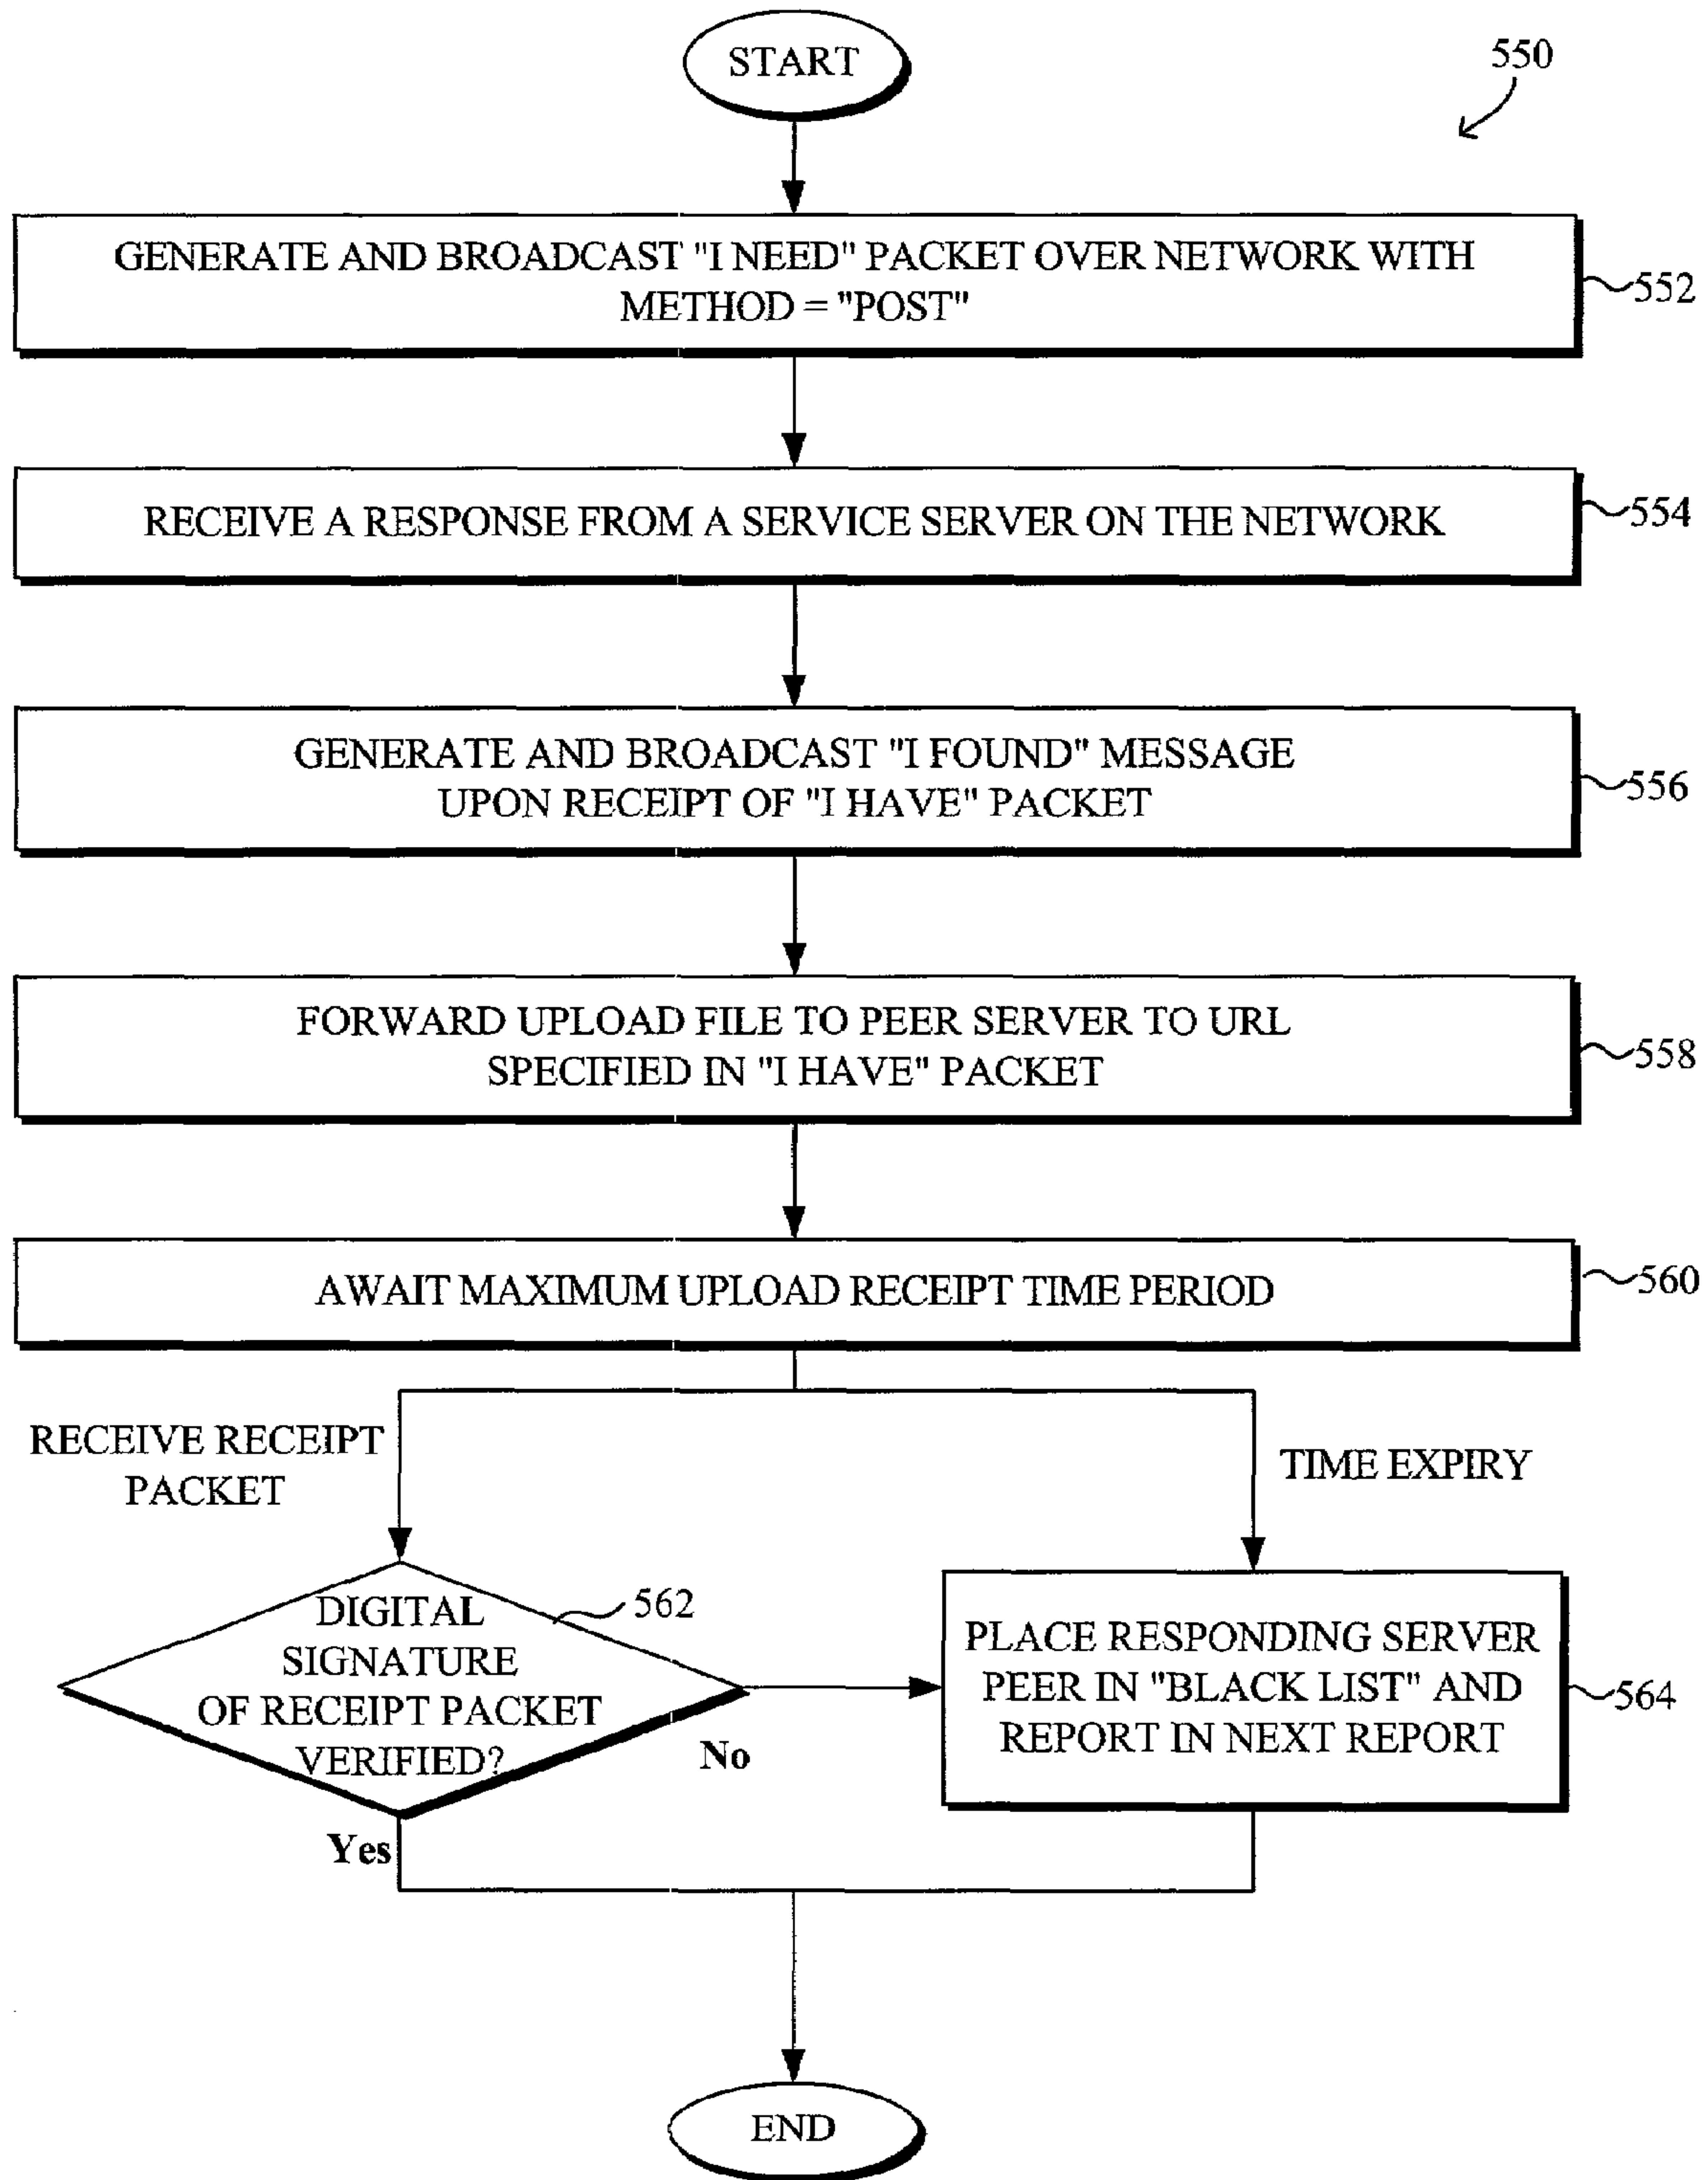 START
550
GENERATE AND BROADCAST "I NEED" PACKET OVER NETWORK WITH
METHOD = "POST"
552
RECEIVE A RESPONSE FROM A SERVICE SERVER ON THE NETWORK
554
GENERATE AND BROADCAST "I FOUND" MESSAGE
UPON RECEIPT OF "I HAVE" PACKET
556
FORWARD UPLOAD FILE TO PEER SERVER TO URL
SPECIFIED IN "I HAVE" PACKET
558
AWAIT MAXIMUM UPLOAD RECEIPT TIME PERIOD
560
RECEIVE RECEIPT
PACKET
TIME EXPIRY
DIGITAL
SIGNATURE
OF RECEIPT PACKET
VERIFIED?
562
No
Yes
PLACE RESPONDING SERVER
PEER IN "BLACK LIST" AND
REPORT IN NEXT REPORT
564
END